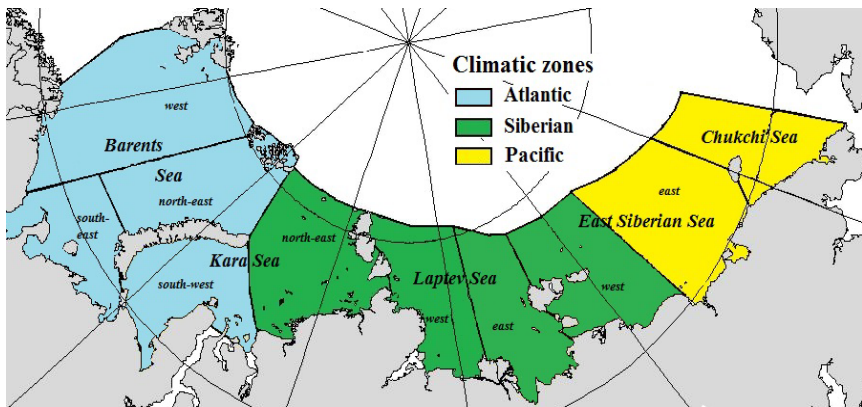 Climatic zones
Atlantic
Siberian
Pacific
west
Barents
Sea
north-east
south-
east
Kara Sea
south-west
north-east
Laptev Sea
west
east
East Siberian Sea
west
east
Chukchi Sea